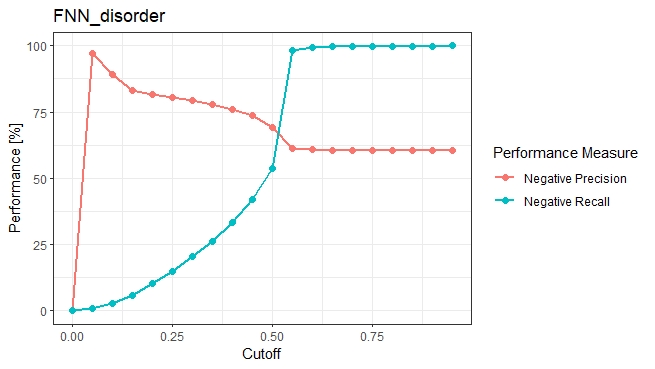 FNN_disorder
100
75
50
25
0
Performance [%]
0.00 0.25 0.50 0.75
Cutoff
Performance Measure
Negative Precision
Negative Recall